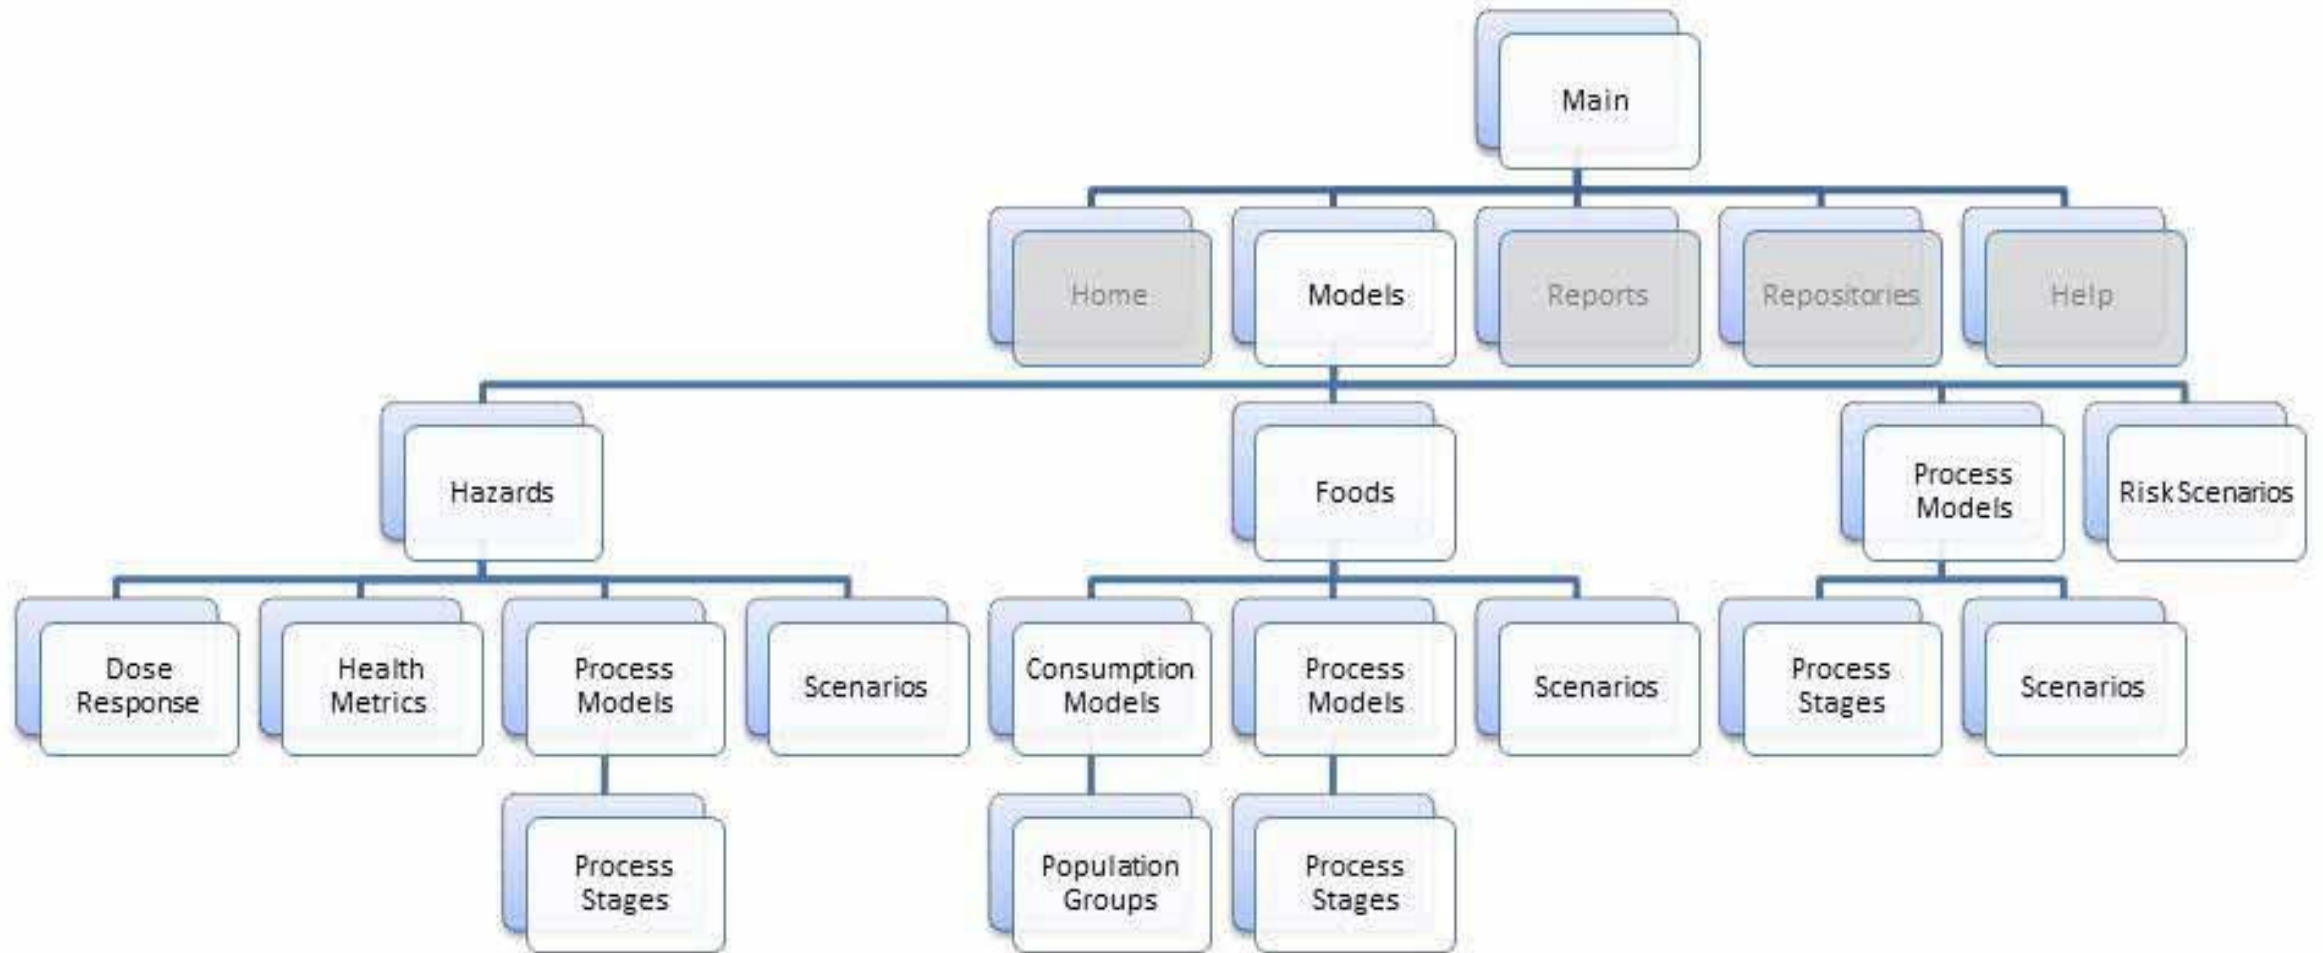 Main
Home
Models
Reports
Repositories
Help
Hazards
Foods
Process
Models
Risk Scenarios
Dose
Response
Health
Metrics
Process
Models
Scenarios
Consumption
Models
Process
Models
Scenarios
Process
Stages
Scenarios
Process
Stages
Population
Groups
Process
Stages